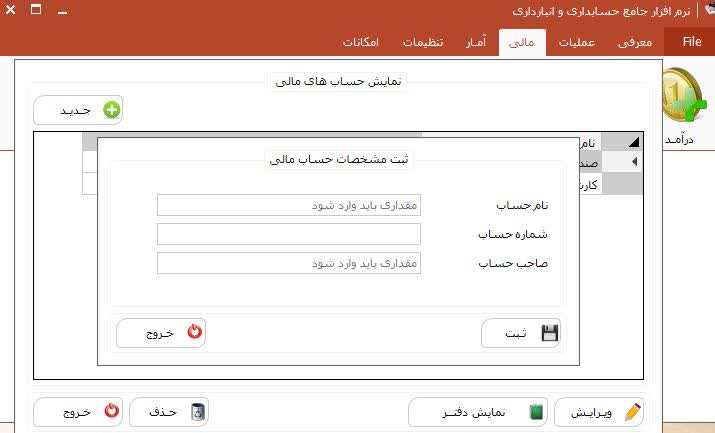 نرم افزار جامع حسابداری و انبارداری
File معرفی عملیات مالی آمار تنظیمات امکانات
نمایش حساب های مالی
جدید
درآمد
نام
ثبت مشخصات حساب مالی
نام حساب مقداری باید وارد شود
شماره حساب
صاحب حساب مقداری باید وارد شود
ثبت خروج
ویرایش نمایش دفتر حذف خروج